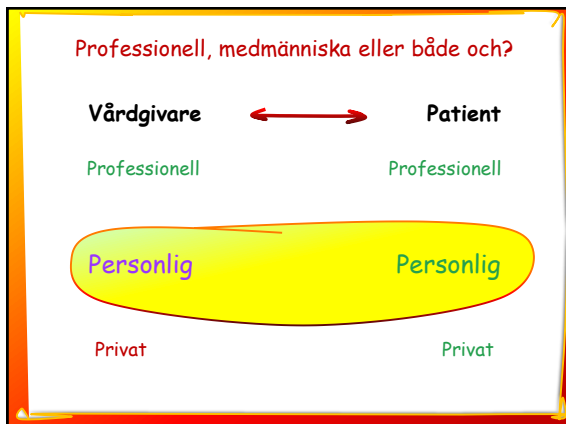 Professionell, medmänniska eller både och?
Vårdgivare Patient
Professionell Professionell
Personlig Personlig
Privat Privat